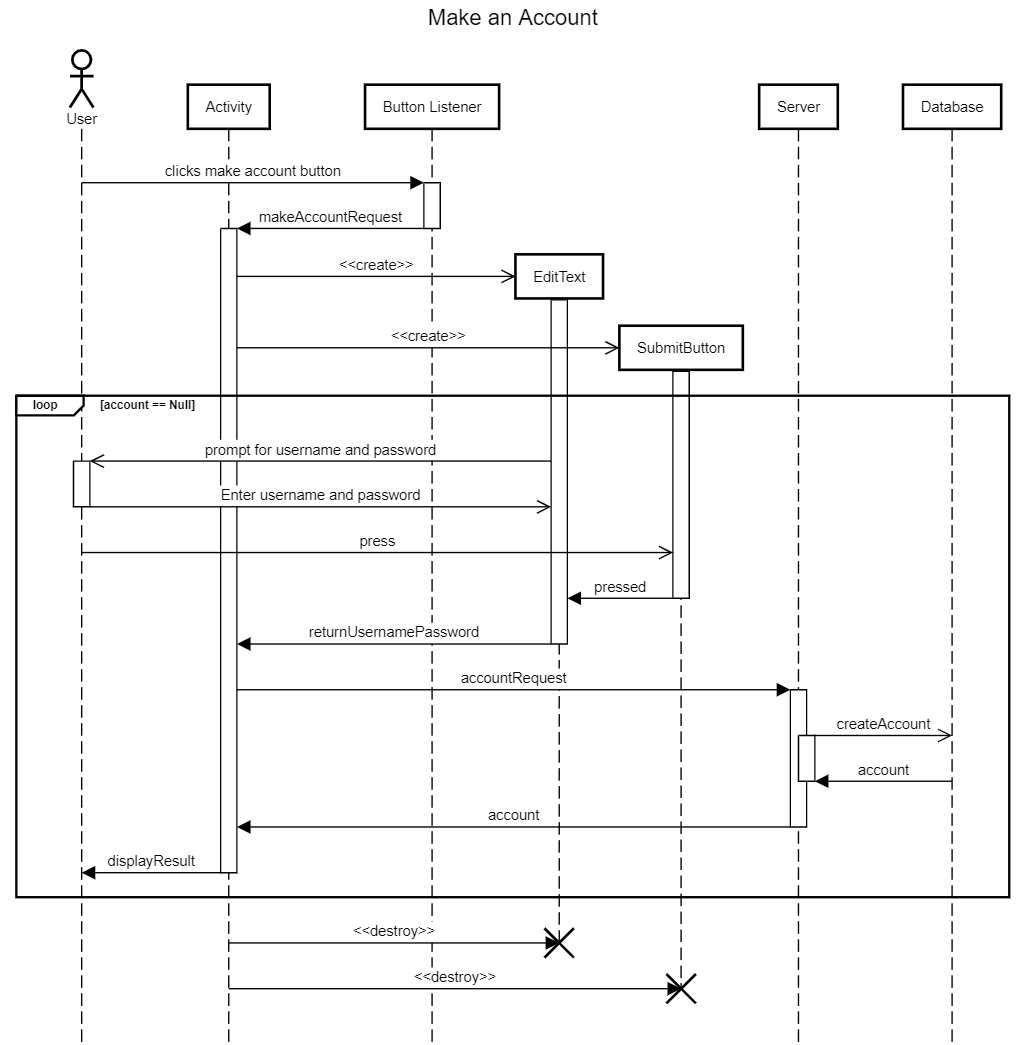 Make an Account
User
Activity
Button Listener
Server
Database
clicks make account button
makeAccountRequest
<<create>>
EditText
<<create>>
SubmitButton
loop
[account == Null]
prompt for username and password
Enter username and password
press
pressed
returnUsernamePassword
accountRequest
createAccount
account
account
displayResult
<<destroy>>
<<destroy>>